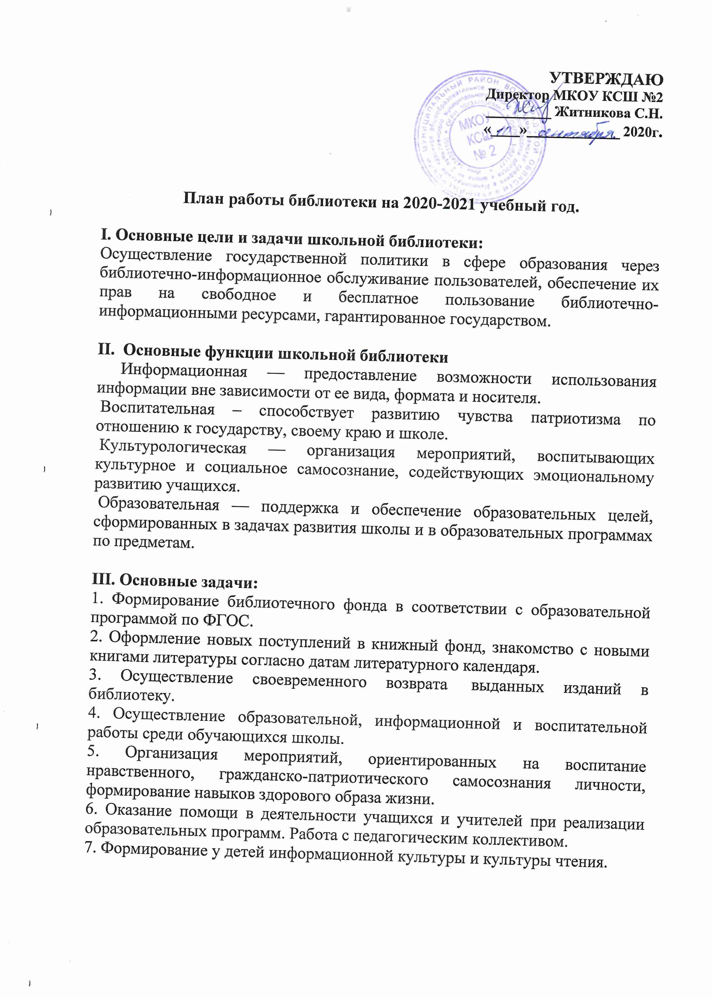 УТВЕРЖДАЮ
Директор МКОУ КСШ №2
Житникова С.Н.
« » сентября 2020г.
МКОУ
КСШ
№ 2
План работы библиотеки на 2020-2021 учебный год.
I. Основные цели и задачи школьной библиотеки:
Осуществление государственной политики в сфере образования через
библиотечно-информационное обслуживание пользователей, обеспечение их
прав на свободное и бесплатное пользование библиотечно-
информационными ресурсами, гарантированное государством.
II. Основные функции школьной библиотеки
Информационная — предоставление возможности использования
информации вне зависимости от ее вида, формата и носителя.
Воспитательная – способствует развитию чувства патриотизма по
отношению к государству, своему краю и школе.
Культурологическая — организация мероприятий, воспитывающих
культурное и социальное самосознание, содействующих эмоциональному
развитию учащихся.
Образовательная — поддержка и обеспечение образовательных целей,
сформированных в задачах развития школы и в образовательных программах
по предметам.
III. Основные задачи:
1. Формирование библиотечного фонда в соответствии с образовательной
программой по ФГОС.
2. Оформление новых поступлений в книжный фонд, знакомство с новыми
книгами литературы согласно датам литературного календаря.
3. Осуществление своевременного возврата выданных изданий в
библиотеку.
4. Осуществление образовательной, информационной и воспитательной
работы среди обучающихся школы.
5. Организация мероприятий, ориентированных на воспитание
нравственного, гражданско-патриотического самосознания личности,
формирование навыков здорового образа жизни.
6. Оказание помощи в деятельности учащихся и учителей при реализации
образовательных программ. Работа с педагогическим коллективом.
7. Формирование у детей информационной культуры и культуры чтения.